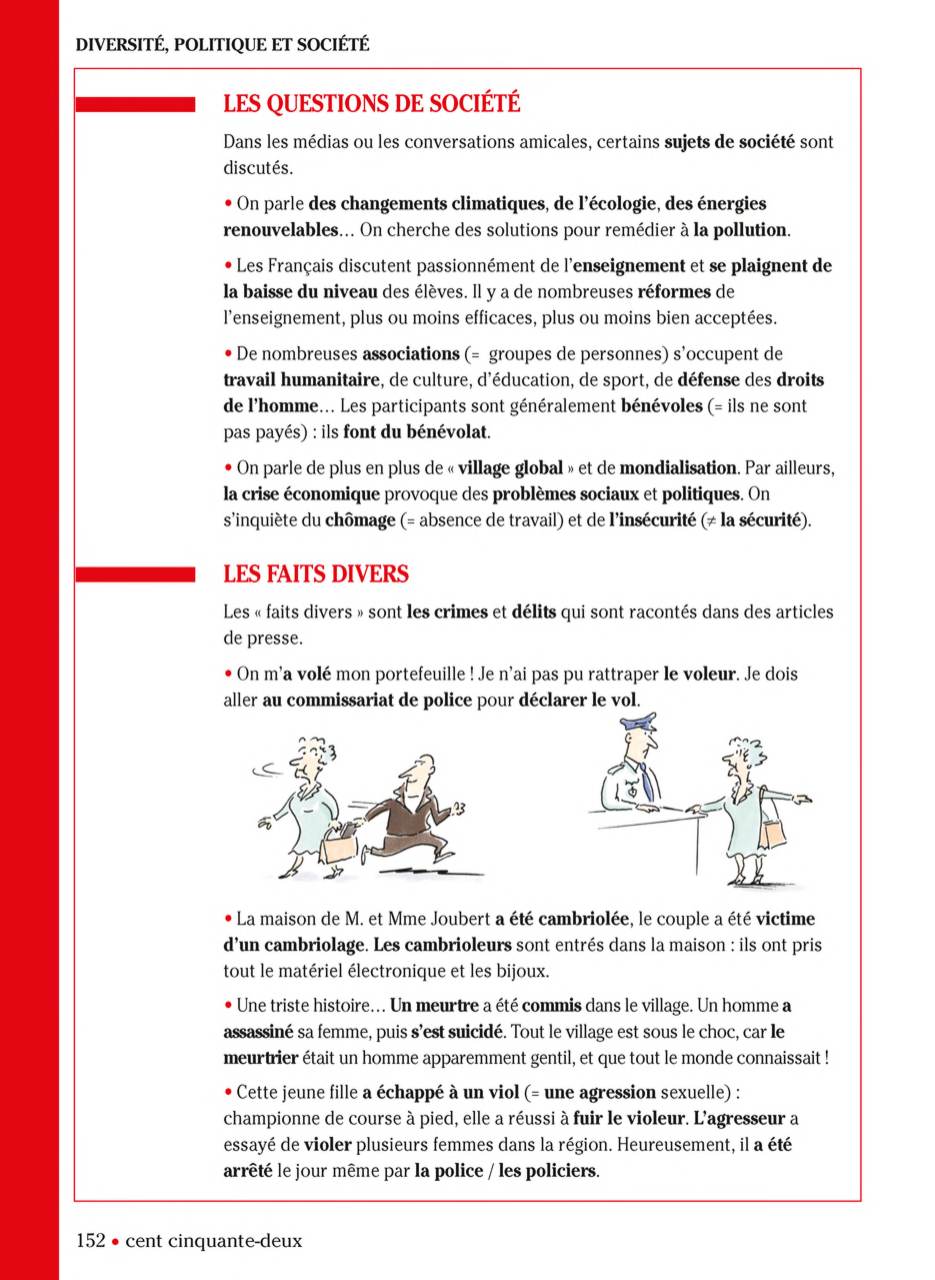 DIVERSITÉ, POLITIQUE ET SOCIÉTÉ
LES QUESTIONS DE SOCIÉTÉ
Dans les médias ou les conversations amicales, certains sujets de société sont
discutés.
• On parle des changements climatiques, de l'écologie, des énergies
renouvelables… On cherche des solutions pour remédier à la pollution.
• Les Français discutent passionnément de l'enseignement et se plaignent de
la baisse du niveau des élèves. Il y a de nombreuses réformes de
l'enseignement, plus ou moins efficaces, plus ou moins bien acceptées.
• De nombreuses associations (= groupes de personnes) s'occupent de
travail humanitaire, de culture, d'éducation, de sport, de défense des droits
de l'homme… Les participants sont généralement bénévoles (= ils ne sont
pas payés) : ils font du bénévolat.
• On parle de plus en plus de « village global » et de mondialisation. Par ailleurs,
la crise économique provoque des problèmes sociaux et politiques. On
s'inquiète du chômage (= absence de travail) et de l'insécurité (≠ la sécurité).
LES FAITS DIVERS
Les « faits divers » sont les crimes et délits qui sont racontés dans des articles
de presse.
• On m'a volé mon portefeuille ! Je n'ai pas pu rattraper le voleur. Je dois
aller au commissariat de police pour déclarer le vol.
• La maison de M. et Mme Joubert a été cambriolée, le couple a été victime
d'un cambriolage. Les cambrioleurs sont entrés dans la maison : ils ont pris
tout le matériel électronique et les bijoux.
• Une triste histoire… Un meurtre a été commis dans le village. Un homme a
assassiné sa femme, puis s'est suicidé. Tout le village est sous le choc, car le
meurtrier était un homme apparemment gentil, et que tout le monde connaissait !
• Cette jeune fille a échappé à un viol (= une agression sexuelle) :
championne de course à pied, elle a réussi à fuir le violeur. L'agresseur a
essayé de violer plusieurs femmes dans la région. Heureusement, il a été
arrêté le jour même par la police / les policiers.
152 • cent cinquante-deux